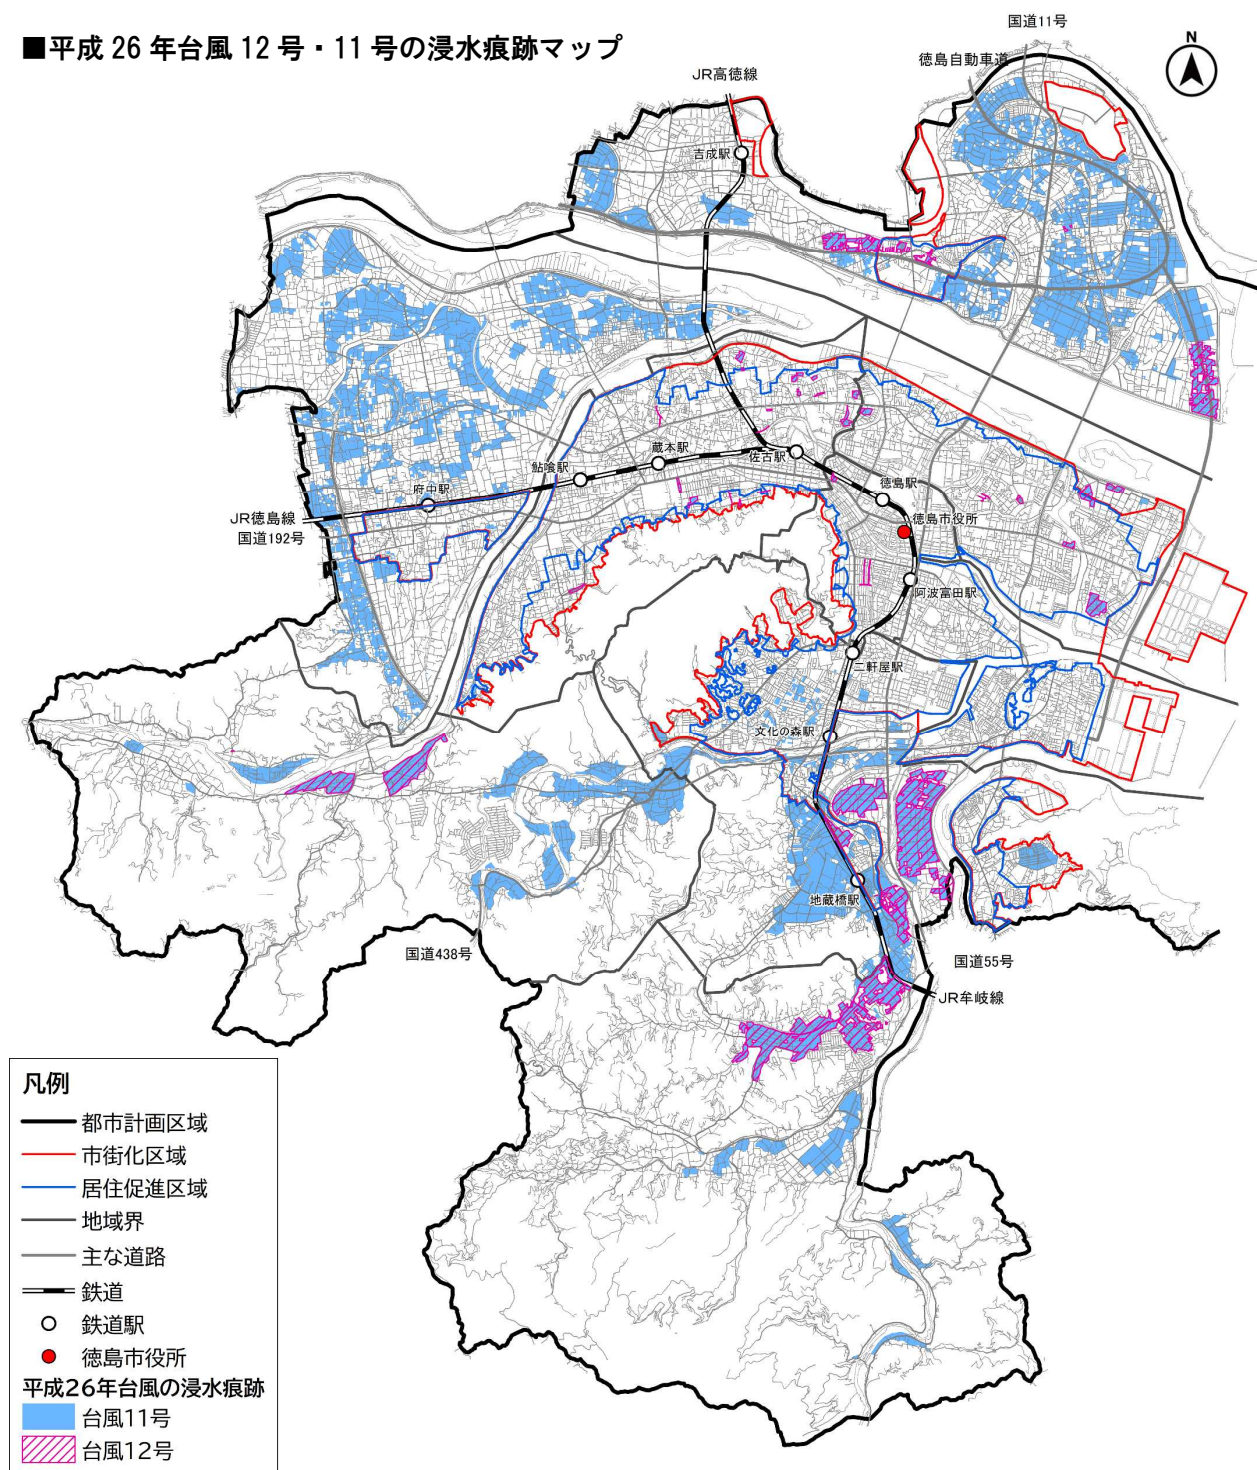 ■平成 26 年台風 12 号・11 号の浸水痕跡マップ
国道11号
N
徳島自動車道
JR高徳線
吉成駅
蔵本駅
佐古駅
鮎喰駅
府中駅
徳島駅
JR徳島線
国道192号
徳島市役所
阿波富田駅
二軒屋駅
文化の森駅
地蔵橋駅
国道438号
国道55号
JR牟岐線
凡例
都市計画区域
市街化区域
居住促進区域
地域界
主な道路
鉄道
鉄道駅
徳島市役所
平成26年台風の浸水痕跡
台風11号
台風12号